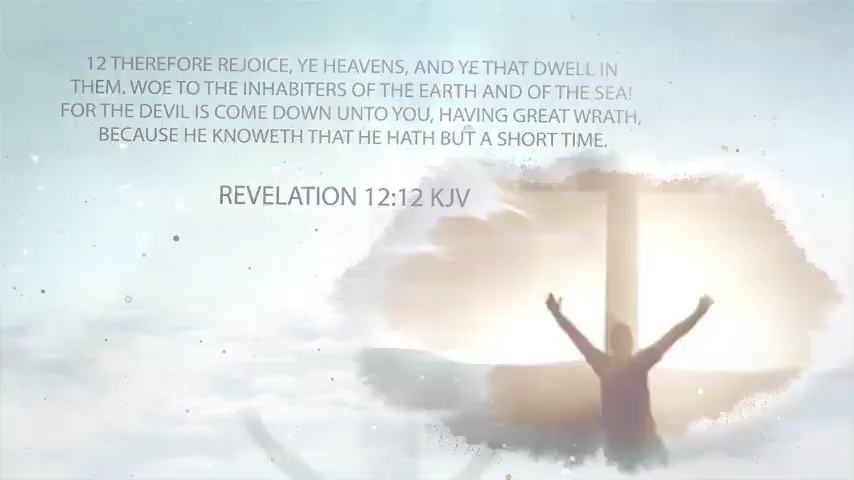 12 THEREFORE REJOICE, YE HEAVENS, AND YE THAT DWELL IN
THEM. WOE TO THE INHABITERS OF THE EARTH AND OF THE SEA!
FOR THE DEVIL IS COME DOWN UNTO YOU, HAVING GREAT WRATH,
BECAUSE HE KNOWETH THAT HE HATH BUT A SHORT TIME.
REVELATION 12:12 KJV